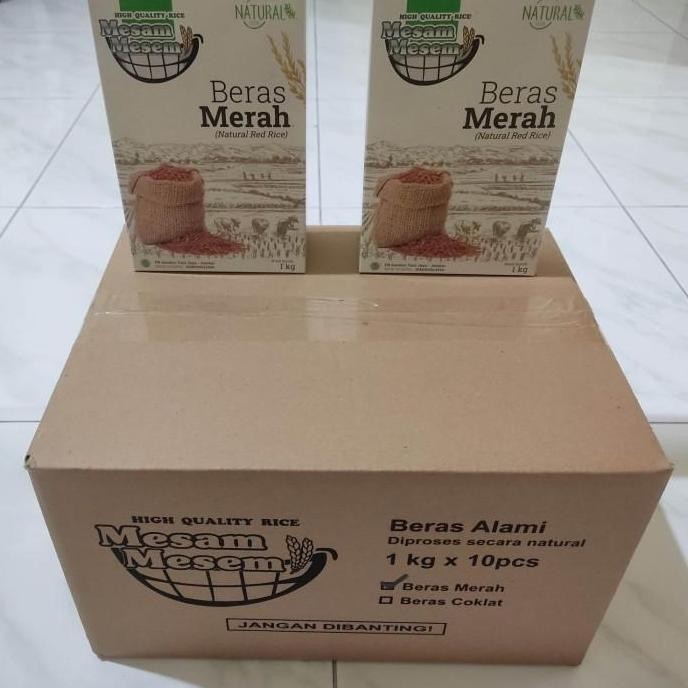 HIGH QUALITY RICE
Mesam
Mesem
NATURAL
Beras
Merah
(Natural Red Rice)
1 kg
HIGH QUALITY RICE
Mesam
Mesem
NATURAL
Beras
Merah
(Natural Red Rice)
1 kg
HIGH QUALITY RICE
Mesam
Mesem
Beras Alami
Diproses secara natural
1 kg x 10pcs
Beras Merah
Beras Coklat
JANGAN DIBANTING!